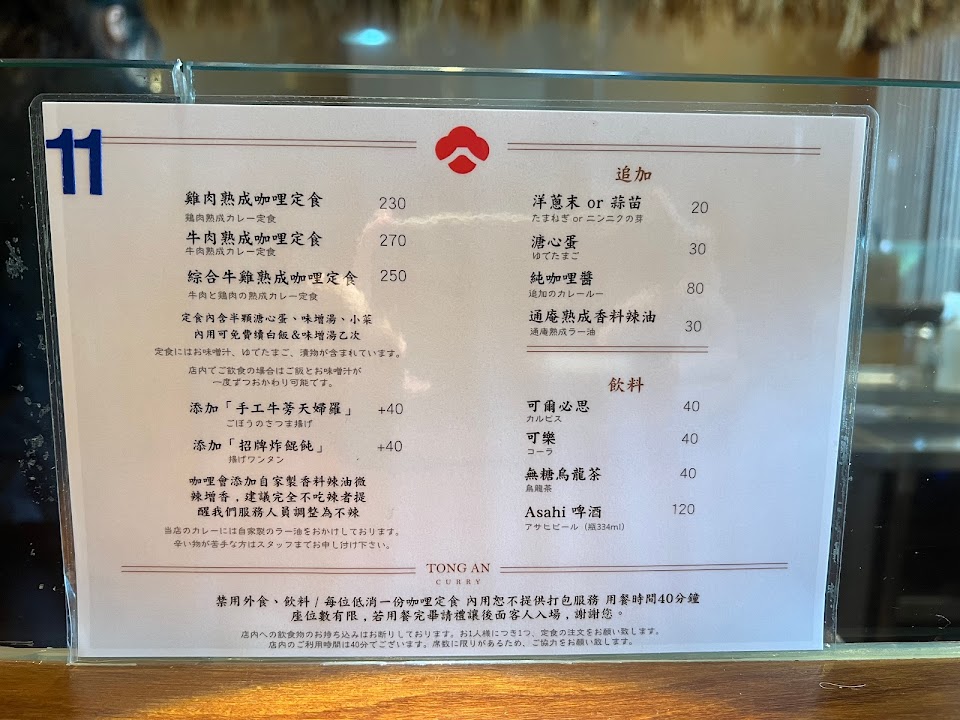 11
雞肉熟成咖哩定食 230
鶏肉熟成カレー定食
牛肉熟成咖哩定食 270
牛肉熟成カレー定食
綜合牛雞熟成咖哩定食 250
牛肉と鶏肉の熟成カレー定食
定食內含半顆溏心蛋、味增湯、小菜
內用可免費續白飯&味增湯乙次
定食にはお味噌汁、ゆでたまご、漬物が含まれています。
店内でご飲食の場合はご飯とお味噌汁が
一度ずつおかわり可能です。
添加「手工牛蒡天婦羅」 +40
ごぼうのさつま揚げ
添加「招牌炸餛飩」 +40
揚げワンタン
咖哩會添加自家製香料辣油微
辣增香,建議完全不吃辣者提
醒我們服務人員調整為不辣
当店のカレーには自家製のラー油をおかけしております。
辛い物が苦手な方はスタッフまでお申し付け下さい。
追加
洋蔥末 or 蒜苗 20
たまねぎ or ニンニクの芽
溏心蛋 30
ゆでたまご
純咖哩醬 80
追加のカレールー
通庵熟成香料辣油 30
通庵熟成ラー油
飲料
可爾必思 40
カルピス
可樂 40
コーラ
無糖烏龍茶 40
烏龍茶
Asahi 啤酒 120
アサヒビール(瓶334ml)
TONG AN
CURRY
禁用外食、飲料 / 每位低消一份咖哩定食 內用恕不提供打包服務 用餐時間40分鐘
座位數有限,若用餐完畢請禮讓後面客人入場,謝謝您。
店内への飲食物のお持ち込みはお断りしております。お1人様につき1つ、定食の注文をお願い致します。
店内のご利用時間は40分でございます。席数に限りがあるため、ご協力をお願い致します。